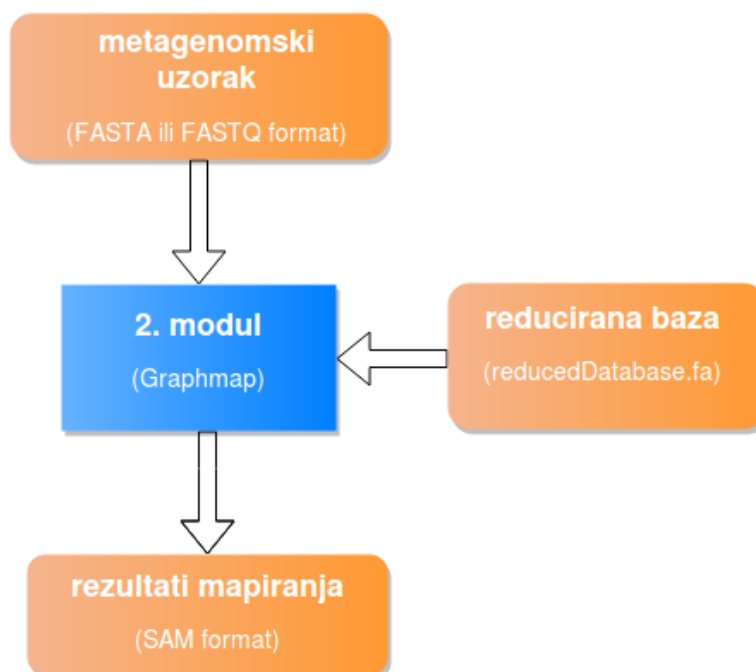 metagenomski
uzorak
(FASTA ili FASTQ format)
2. modul
(Graphmap)
reducirana baza
(reducedDatabase.fa)
rezultati mapiranja
(SAM format)